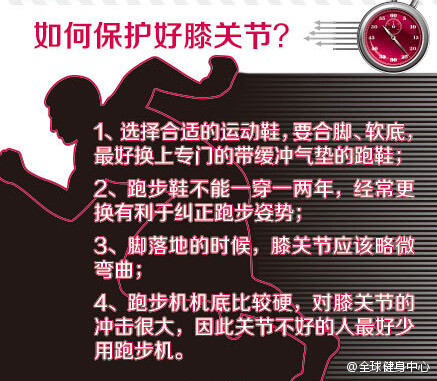 如何保护好膝关节？
1、选择合适的运动鞋，要合脚、软底，
最好换上专门的带缓冲气垫的跑鞋；
2、跑步鞋不能一穿一两年，经常更
换有利于纠正跑步姿势；
3、脚落地的时候，膝关节应该略微
弯曲；
4、跑步机机底比较硬，对膝关节的
冲击很大，因此关节不好的人最好少
用跑步机。
@全球健身中心